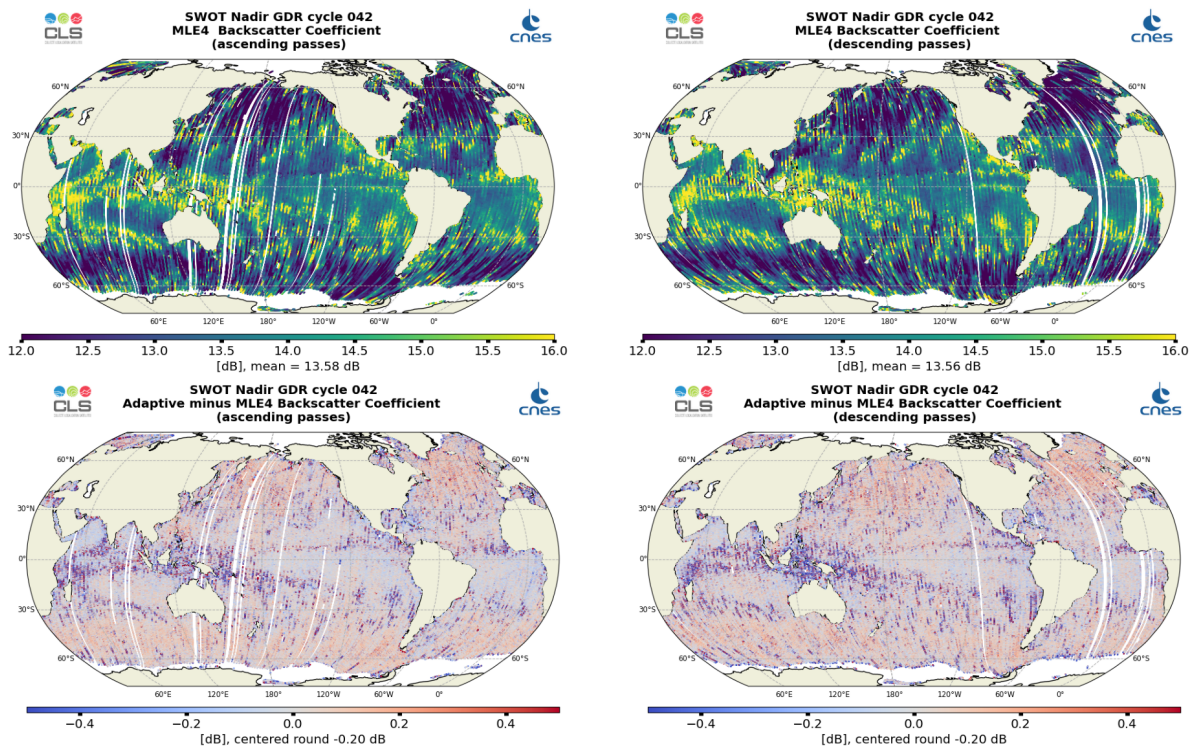 CLS
SWOT Nadir GDR cycle 042
MLE4 Backscatter Coefficient
(ascending passes)
cnes
60°N
60°N
30°N
0°
30°S
60°S
60°S
60°E 120°E 180° 120°W 60°W 0°
12.0 12.5 13.0 13.5 14.0 14.5 15.0 15.5 16.0
[dB], mean = 13.58 dB
CLS
SWOT Nadir GDR cycle 042
MLE4 Backscatter Coefficient
(descending passes)
cnes
60°N
60°N
30°N
0°
30°S
60°S
60°S
60°E 120°E 180° 120°W 60°W 0°
12.0 12.5 13.0 13.5 14.0 14.5 15.0 15.5 16.0
[dB], mean = 13.56 dB
CLS
SWOT Nadir GDR cycle 042
Adaptive minus MLE4 Backscatter Coefficient
(ascending passes)
cnes
60°N
60°N
30°N
0°
30°S
60°S
60°S
60°E 120°E 180° 120°W 60°W 0°
−0.4 −0.2 0.0 0.2 0.4
[dB], centered round -0.20 dB
CLS
SWOT Nadir GDR cycle 042
Adaptive minus MLE4 Backscatter Coefficient
(descending passes)
cnes
60°N
60°N
30°N
0°
30°S
60°S
60°S
60°E 120°E 180° 120°W 60°W 0°
−0.4 −0.2 0.0 0.2 0.4
[dB], centered round -0.20 dB